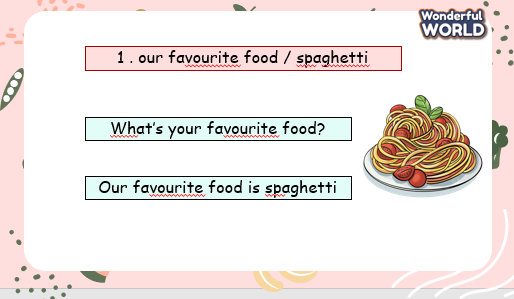 Wonderful
WORLD
1 . our favourite food / spaghetti
What's your favourite food?
Our favourite food is spaghetti